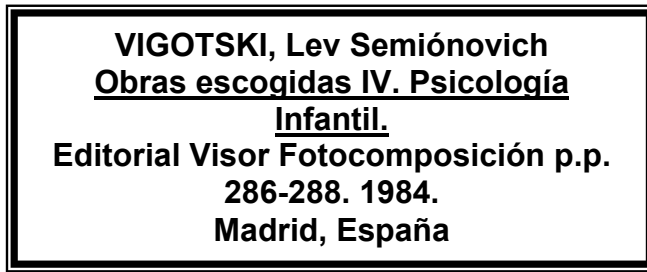 VIGOTSKI, Lev Semiónovich
Obras escogidas IV. Psicología
Infantil.
Editorial Visor Fotocomposición p.p.
286-288. 1984.
Madrid, España